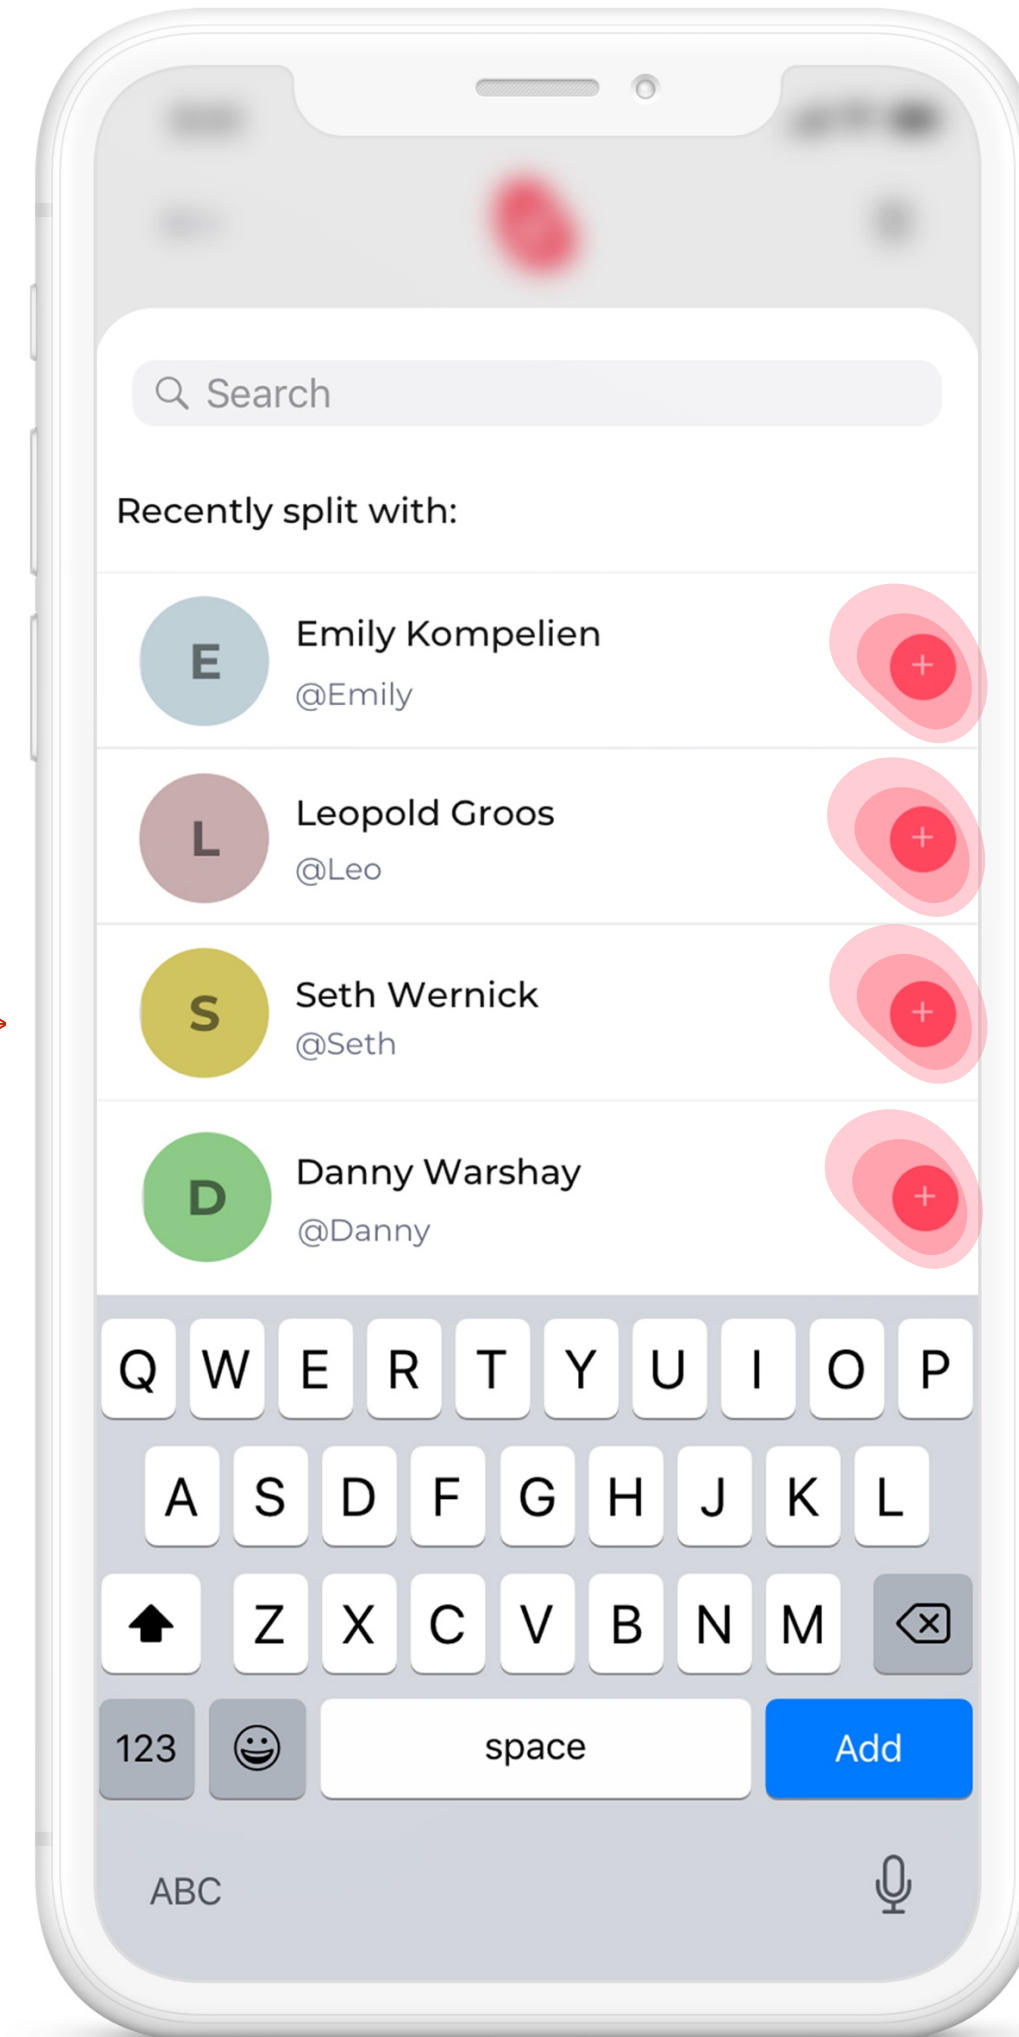 Search
Recently split with:
E
Emily Kompelien
@Emily
+
L
Leopold Groos
@Leo
+
S
Seth Wernick
@Seth
+
D
Danny Warshay
@Danny
+
Q W E R T Y U I O P
A S D F G H J K L
Z X C V B N M
123 space Add
ABC